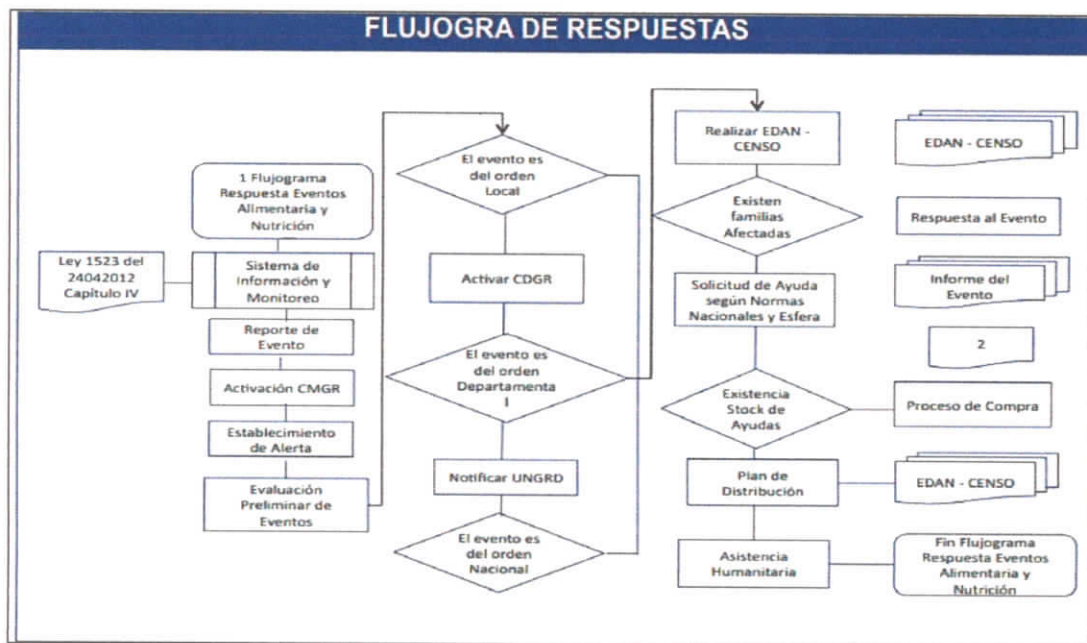 FLUJOGRA DE RESPUESTAS
1 Flujograma
Respuesta Eventos
Alimentaria y
Nutrición
Ley 1523 del
24042012
Capítulo IV
Sistema de
Información y
Monitoreo
Reporte de
Evento
Activación CMGR
Establecimiento
de Alerta
Evaluación
Preliminar de
Eventos
El evento es
del orden
Local
Activar CDGR
El evento es
del orden
Departamenta
l
Notificar UNGRD
El evento es
del orden
Nacional
Realizar EDAN -
CENSO
Existen
familias
Afectadas
Solicitud de Ayuda
según Normas
Nacionales y Esfera
Existencia
Stock de
Ayudas
Plan de
Distribución
Asistencia
Humanitaria
EDAN - CENSO
Respuesta al Evento
Informe del
Evento
2
Proceso de Compra
EDAN - CENSO
Fin Flujograma
Respuesta Eventos
Alimentaria y
Nutrición